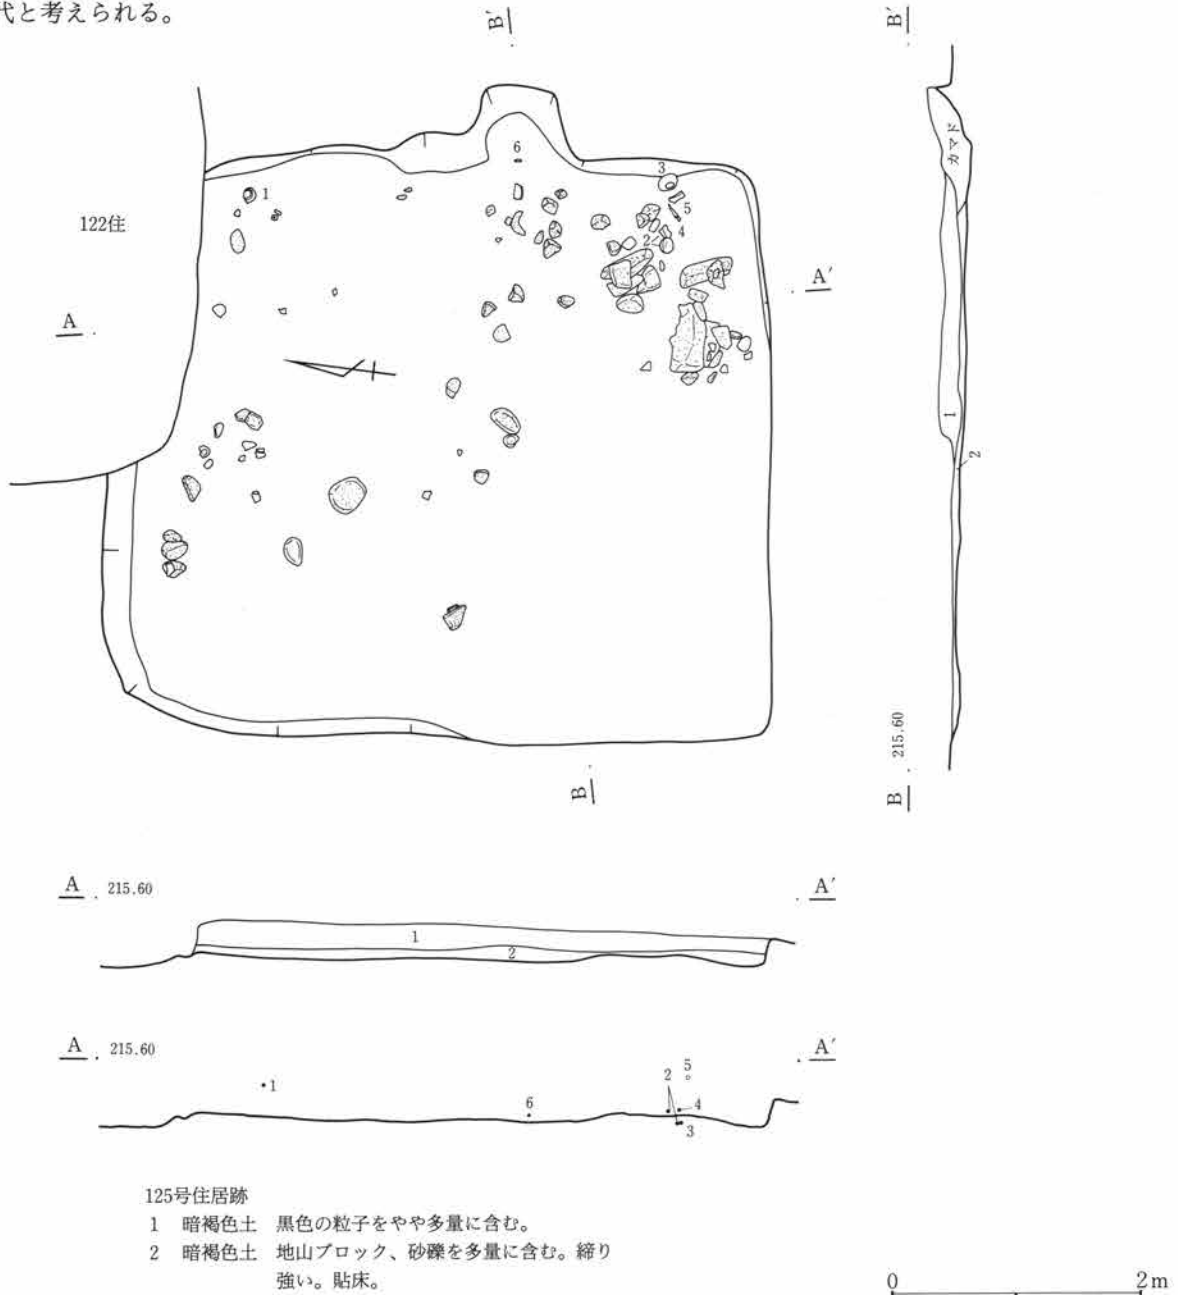 代と考えられる。
B′
B′
カマド
6
3
1
5
122住
4
2
A′
A
1
2
215.60
B
B
A 215.60 A′
1
2
A 215.60 A′
5
2
1
6
4
3
125号住居跡
1 暗褐色土 黒色の粒子をやや多量に含む。
2 暗褐色土 地山ブロック、砂礫を多量に含む。締り
強い。貼床。
0 2m